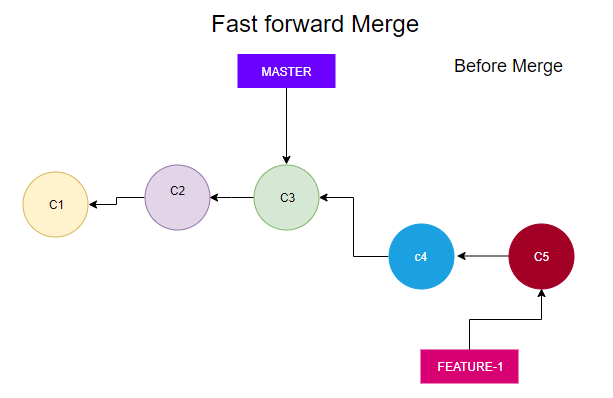 Fast forward Merge
MASTER
Before Merge
C1
C2
C3
c4
C5
FEATURE-1